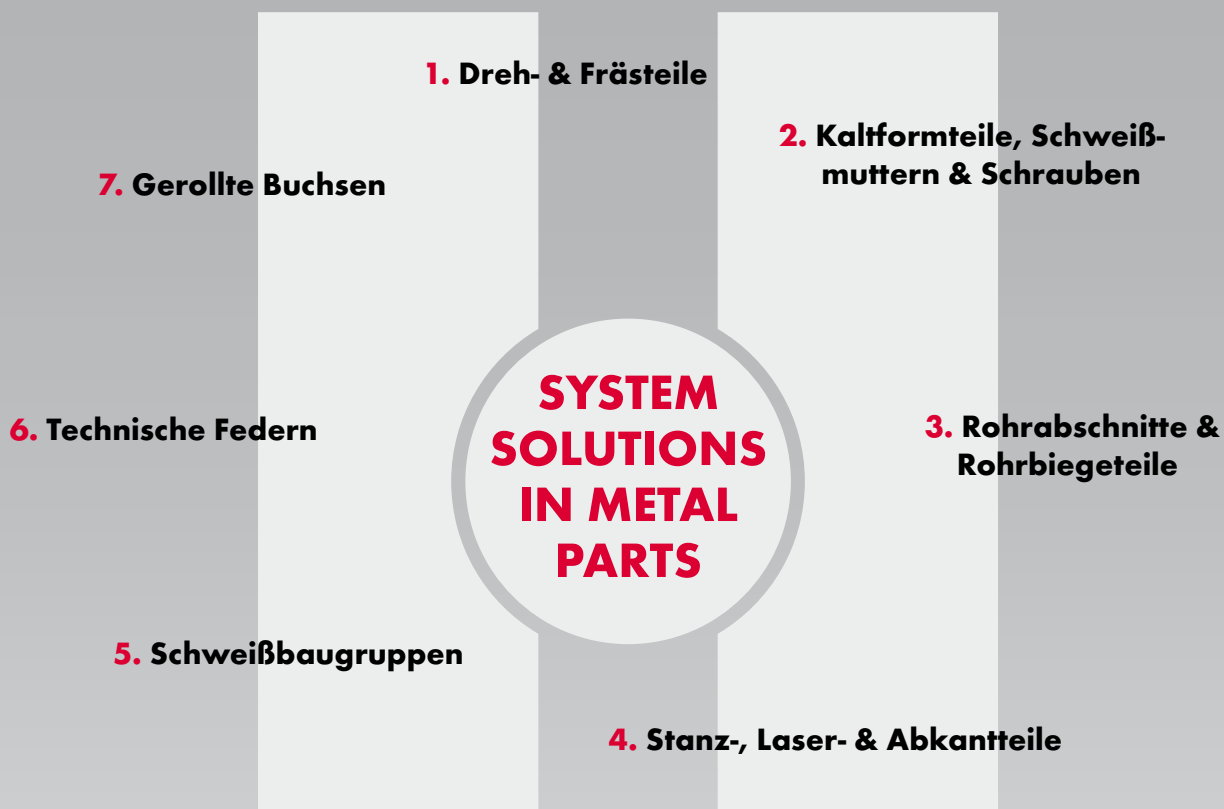 1. Dreh- & Frästeile
2. Kaltformteile, Schweiß-
muttern & Schrauben
7. Gerollte Buchsen
SYSTEM
SOLUTIONS
IN METAL
PARTS
6. Technische Federn
3. Rohrabschnitte &
Rohrbiegeteile
5. Schweißbaugruppen
4. Stanz-, Laser- & Abkantteile